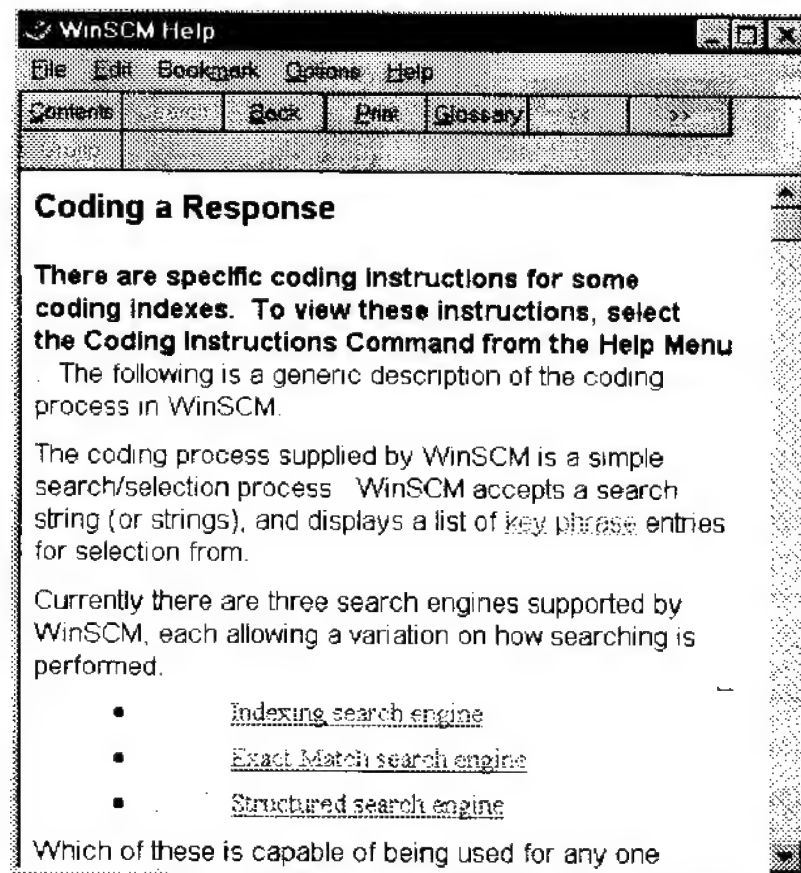 WinSCM Help
File Edit Bookmark Options Help
Contents Search Back Print Glossary << >>
Coding a Response
There are specific coding instructions for some
coding indexes. To view these instructions, select
the Coding Instructions Command from the Help Menu
. The following is a generic description of the coding
process in WinSCM.
The coding process supplied by WinSCM is a simple
search/selection process WinSCM accepts a search
string (or strings), and displays a list of key phrase entries
for selection from.
Currently there are three search engines supported by
WinSCM, each allowing a variation on how searching is
performed.
• Indexing search engine
• Exact Match search engine
• Structured search engine
Which of these is capable of being used for any one